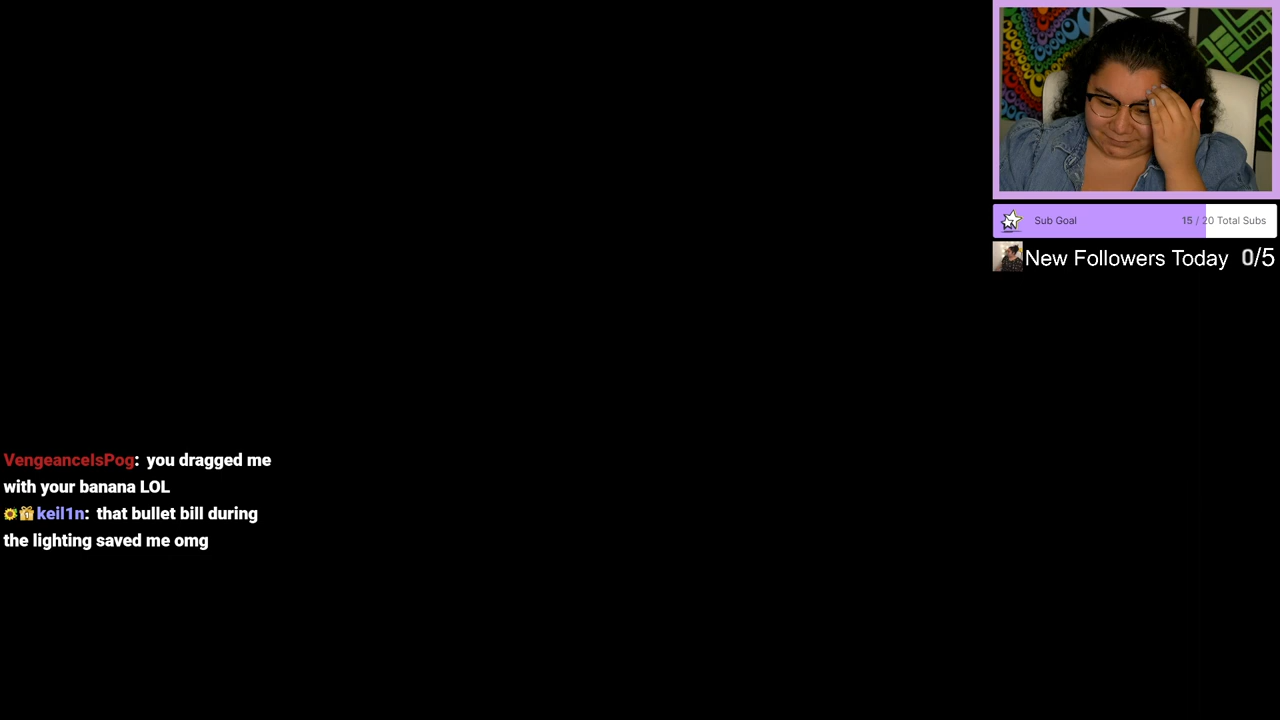 Sub Goal 15 / 20 Total Subs
New Followers Today 0/5
VengeanceIsPog: you dragged me
with your banana LOL
keil1n: that bullet bill during
the lighting saved me omg